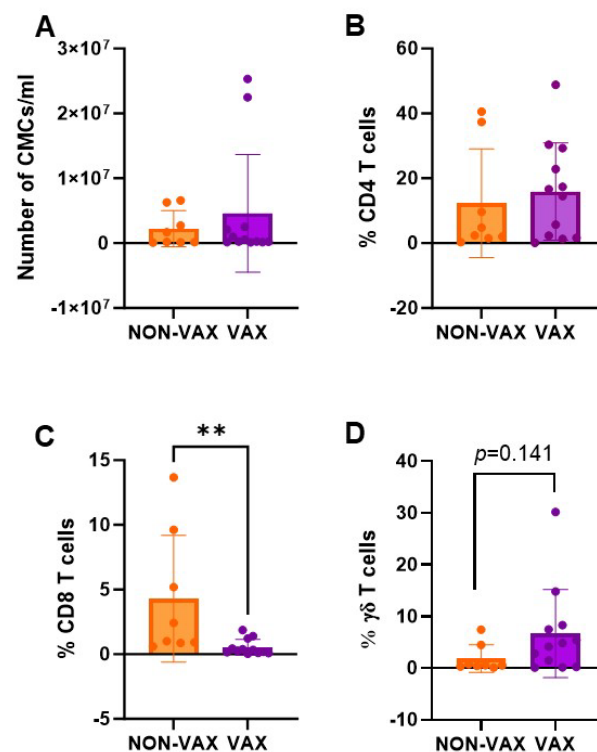 A
Number of CMCs/ml
3×10⁷
2×10⁷
1×10⁷
0
-1×10⁷
NON-VAX VAX
B
% CD4 T cells
60
40
20
0
-20
NON-VAX VAX
C
**
% CD8 T cells
15
10
5
0
-5
NON-VAX VAX
D
p=0.141
% γδ T cells
40
30
20
10
0
-10
NON-VAX VAX